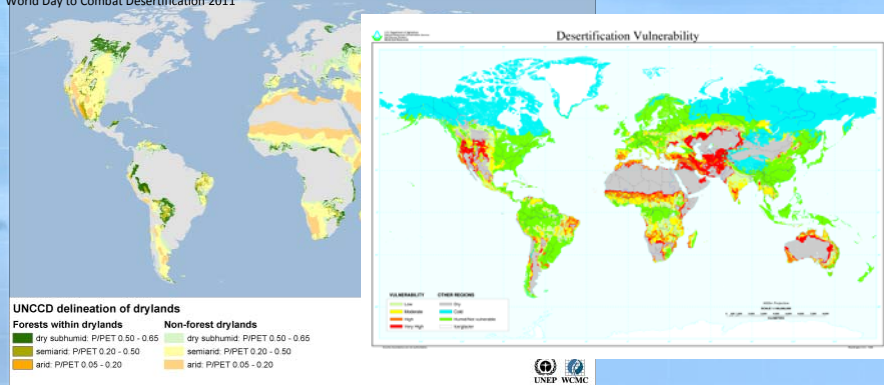 World Day to Combat Desertification 2011
Desertification Vulnerability
VULNERABILITY
OTHER REGIONS
Low
Moderate
High
Very High
Dry
Cold
Humid/Not vulnerable
Ice/glacier
UNCCD delineation of drylands
Forests within drylands
dry subhumid: P/PET 0.50 - 0.65
semiarid: P/PET 0.20 - 0.50
arid: P/PET 0.05 - 0.20
Non-forest drylands
dry subhumid: P/PET 0.50 - 0.65
semiarid: P/PET 0.20 - 0.50
arid: P/PET 0.05 - 0.20
UNEP WCMC